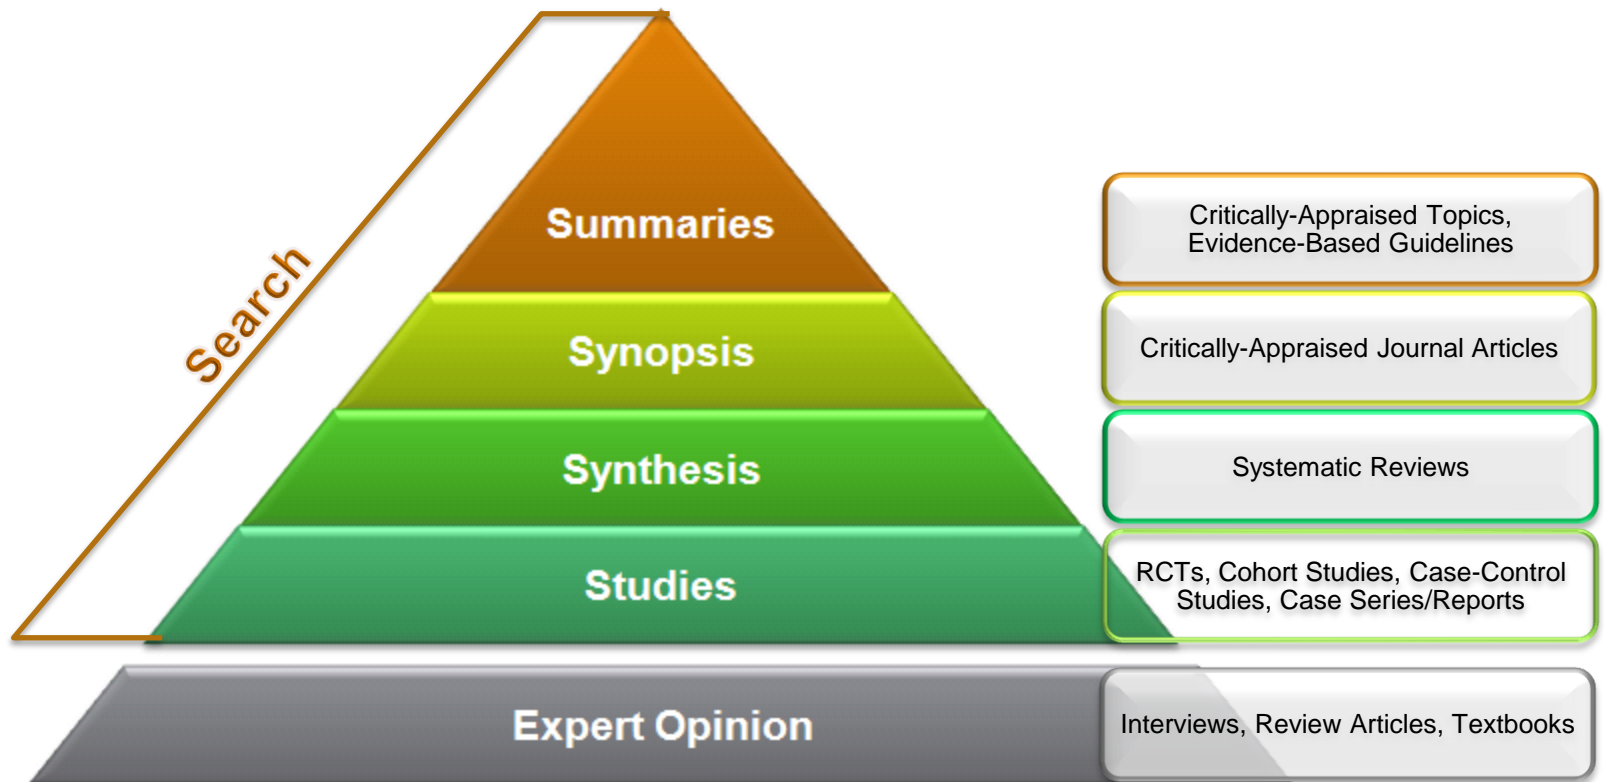 Search
Summaries
Critically-Appraised Topics,
Evidence-Based Guidelines
Synopsis
Critically-Appraised Journal Articles
Synthesis
Systematic Reviews
Studies
RCTs, Cohort Studies, Case-Control
Studies, Case Series/Reports
Expert Opinion
Interviews, Review Articles, Textbooks